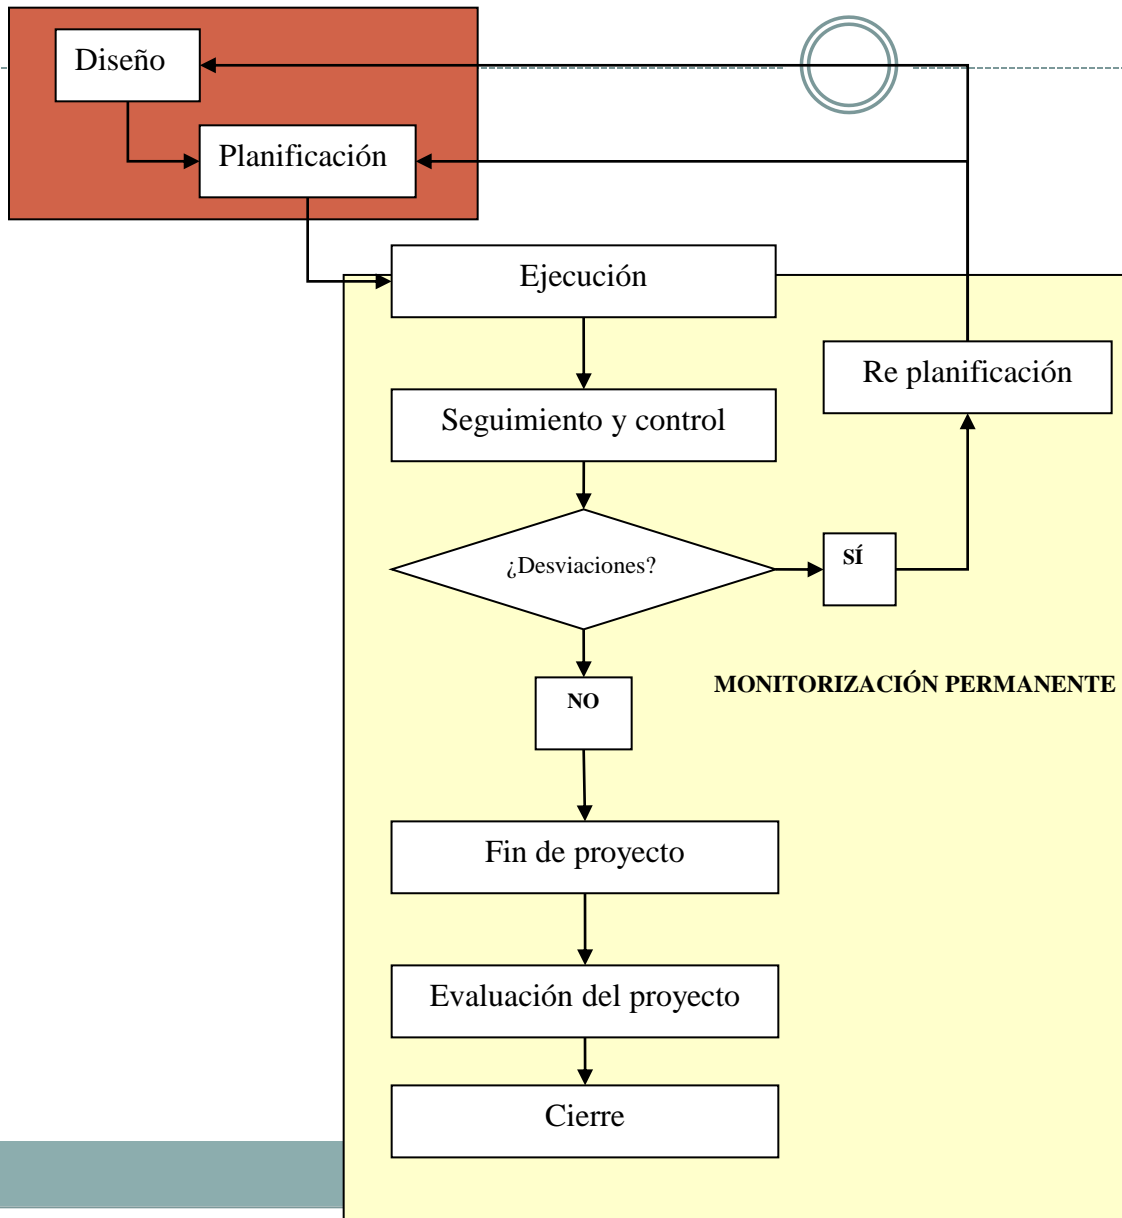 Diseño
Planificación
Ejecución
Re planificación
Seguimiento y control
¿Desviaciones?
SÍ
MONITORIZACIÓN PERMANENTE
NO
Fin de proyecto
Evaluación del proyecto
Cierre